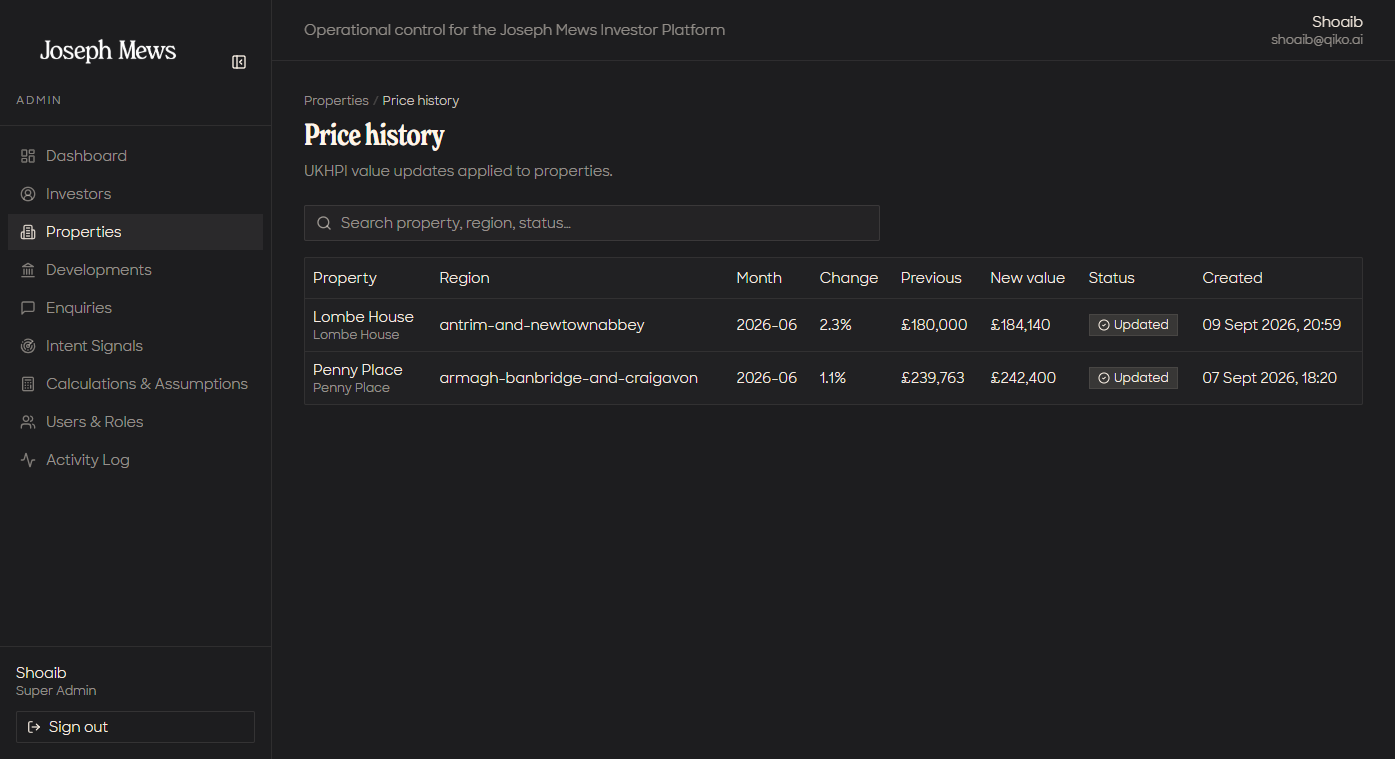 Joseph Mews
ADMIN
Dashboard
Investors
Properties
Developments
Enquiries
Intent Signals
Calculations & Assumptions
Users & Roles
Activity Log
Shoaib
Super Admin
Sign out
Operational control for the Joseph Mews Investor Platform
Shoaib
shoaib@qiko.ai
Properties / Price history
Price history
UKHPI value updates applied to properties.
Search property, region, status...
Property Region Month Change Previous New value Status Created
Lombe House antrim-and-newtownabbey 2026-06 2.3% £180,000 £184,140 Updated 09 Sept 2026, 20:59
Lombe House
Penny Place armagh-banbridge-and-craigavon 2026-06 1.1% £239,763 £242,400 Updated 07 Sept 2026, 18:20
Penny Place